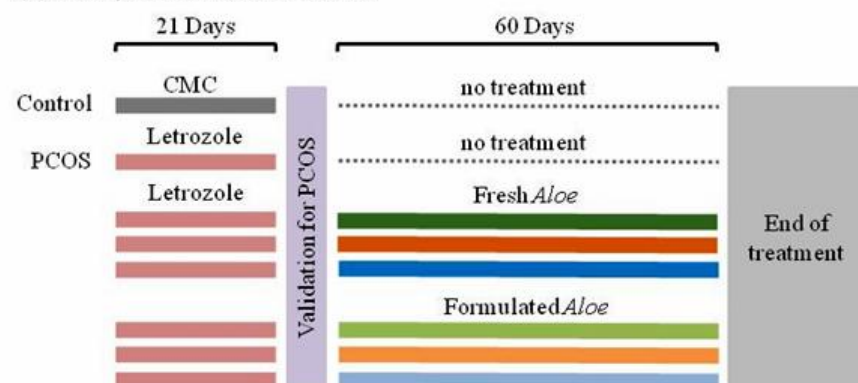 21 Days
60 Days
CMC
no treatment
Control
Letrozole
no treatment
PCOS
Letrozole
Fresh Aloe
Validation for PCOS
End of
treatment
Formulated Aloe